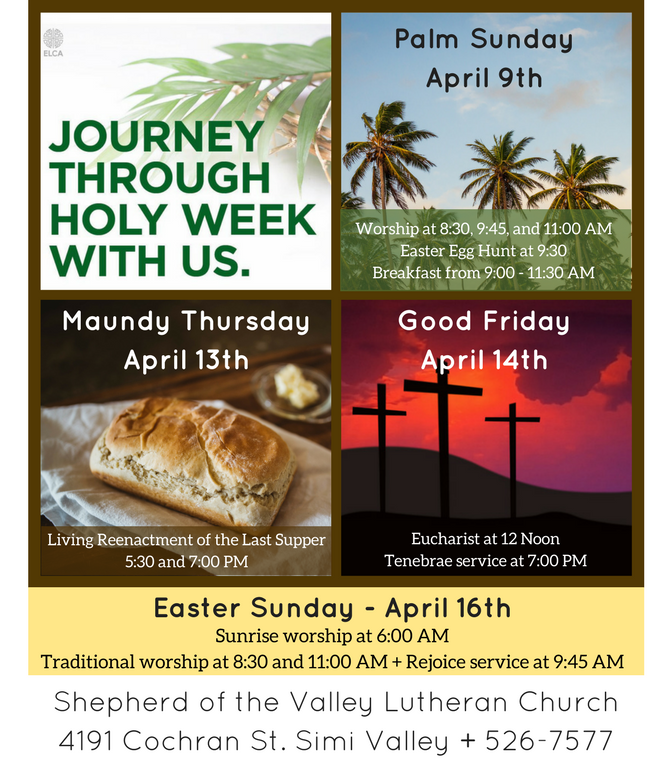 ELCA
JOURNEY
THROUGH
HOLY WEEK
WITH US.
Palm Sunday
April 9th
Worship at 8:30, 9:45, and 11:00 AM
Easter Egg Hunt at 9:30
Breakfast from 9:00 - 11:30 AM
Maundy Thursday
April 13th
Living Reenactment of the Last Supper
5:30 and 7:00 PM
Good Friday
April 14th
Eucharist at 12 Noon
Tenebrae service at 7:00 PM
Easter Sunday - April 16th
Sunrise worship at 6:00 AM
Traditional worship at 8:30 and 11:00 AM + Rejoice service at 9:45 AM
Shepherd of the Valley Lutheran Church
4191 Cochran St. Simi Valley + 526-7577